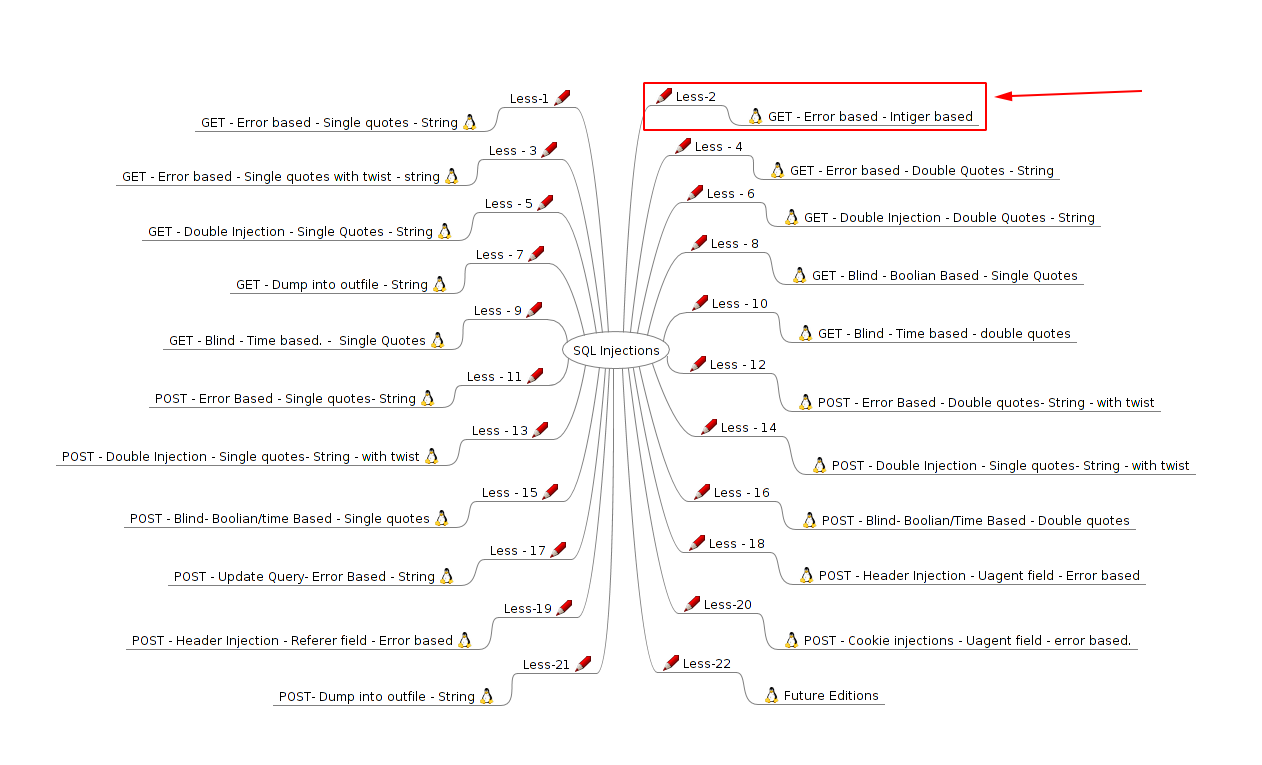 Less-1
GET - Error based - Single quotes - String
Less - 3
GET - Error based - Single quotes with twist - string
Less - 5
GET - Double Injection - Single Quotes - String
Less - 7
GET - Dump into outfile - String
Less - 9
GET - Blind - Time based. -  Single Quotes
Less - 11
POST - Error Based - Single quotes- String
Less - 13
POST - Double Injection - Single quotes- String - with twist
Less - 15
POST - Blind- Boolian/time Based - Single quotes
Less - 17
POST - Update Query- Error Based - String
Less-19
POST - Header Injection - Referer field - Error based
Less-21
POST- Dump into outfile - String
SQL Injections
Less-2
GET - Error based - Intiger based
Less - 4
GET - Error based - Double Quotes - String
Less - 6
GET - Double Injection - Double Quotes - String
Less - 8
GET - Blind - Boolian Based - Single Quotes
Less - 10
GET - Blind - Time based - double quotes
Less - 12
POST - Error Based - Double quotes- String - with twist
Less - 14
POST - Double Injection - Single quotes- String - with twist
Less - 16
POST - Blind- Boolian/Time Based - Double quotes
Less - 18
POST - Header Injection - Uagent field - Error based
Less-20
POST - Cookie injections - Uagent field - error based.
Less-22
Future Editions